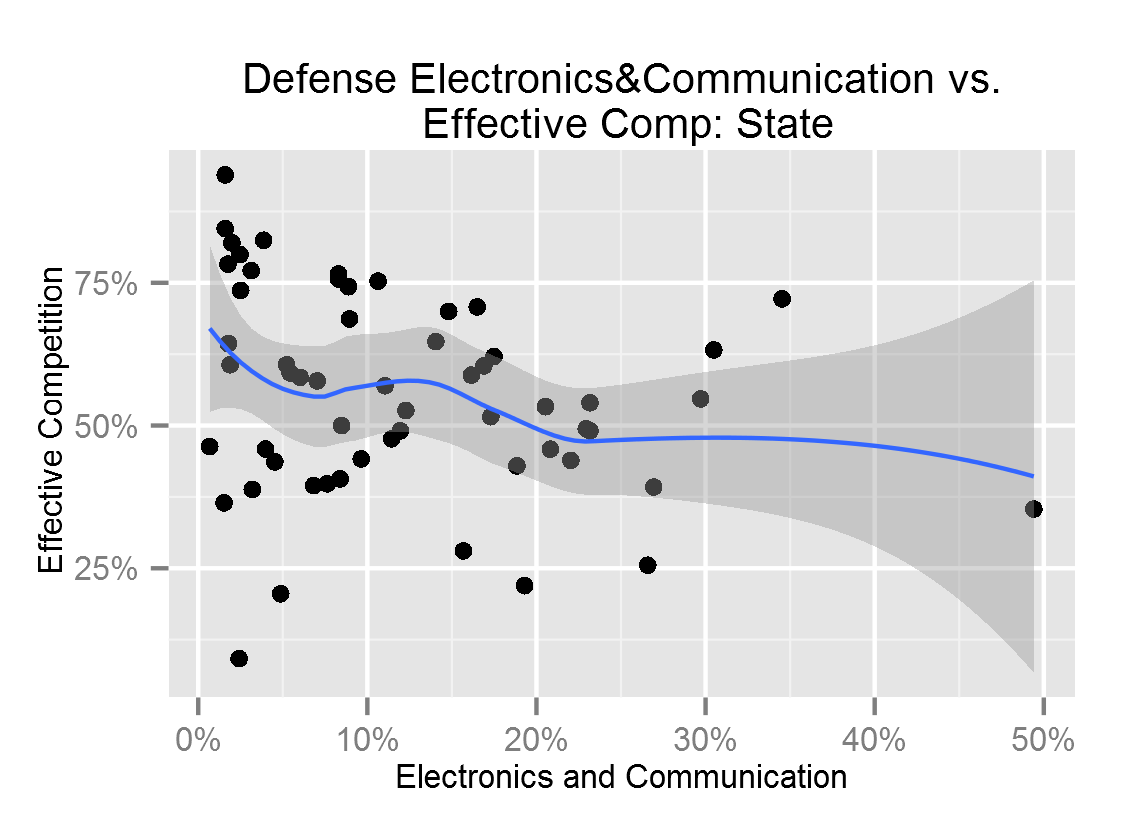 Defense Electronics&Communication vs.
Effective Comp: State
Effective Competition
75%
50%
25%
0%
10%
20%
30%
40%
50%
Electronics and Communication